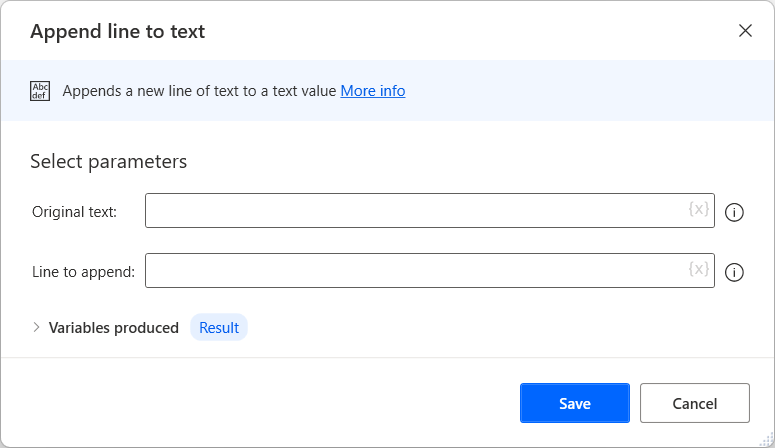 Append line to text
Abc
def
Appends a new line of text to a text value More info
Select parameters
Original text: {x}
Line to append: {x}
Variables produced Result
Save Cancel